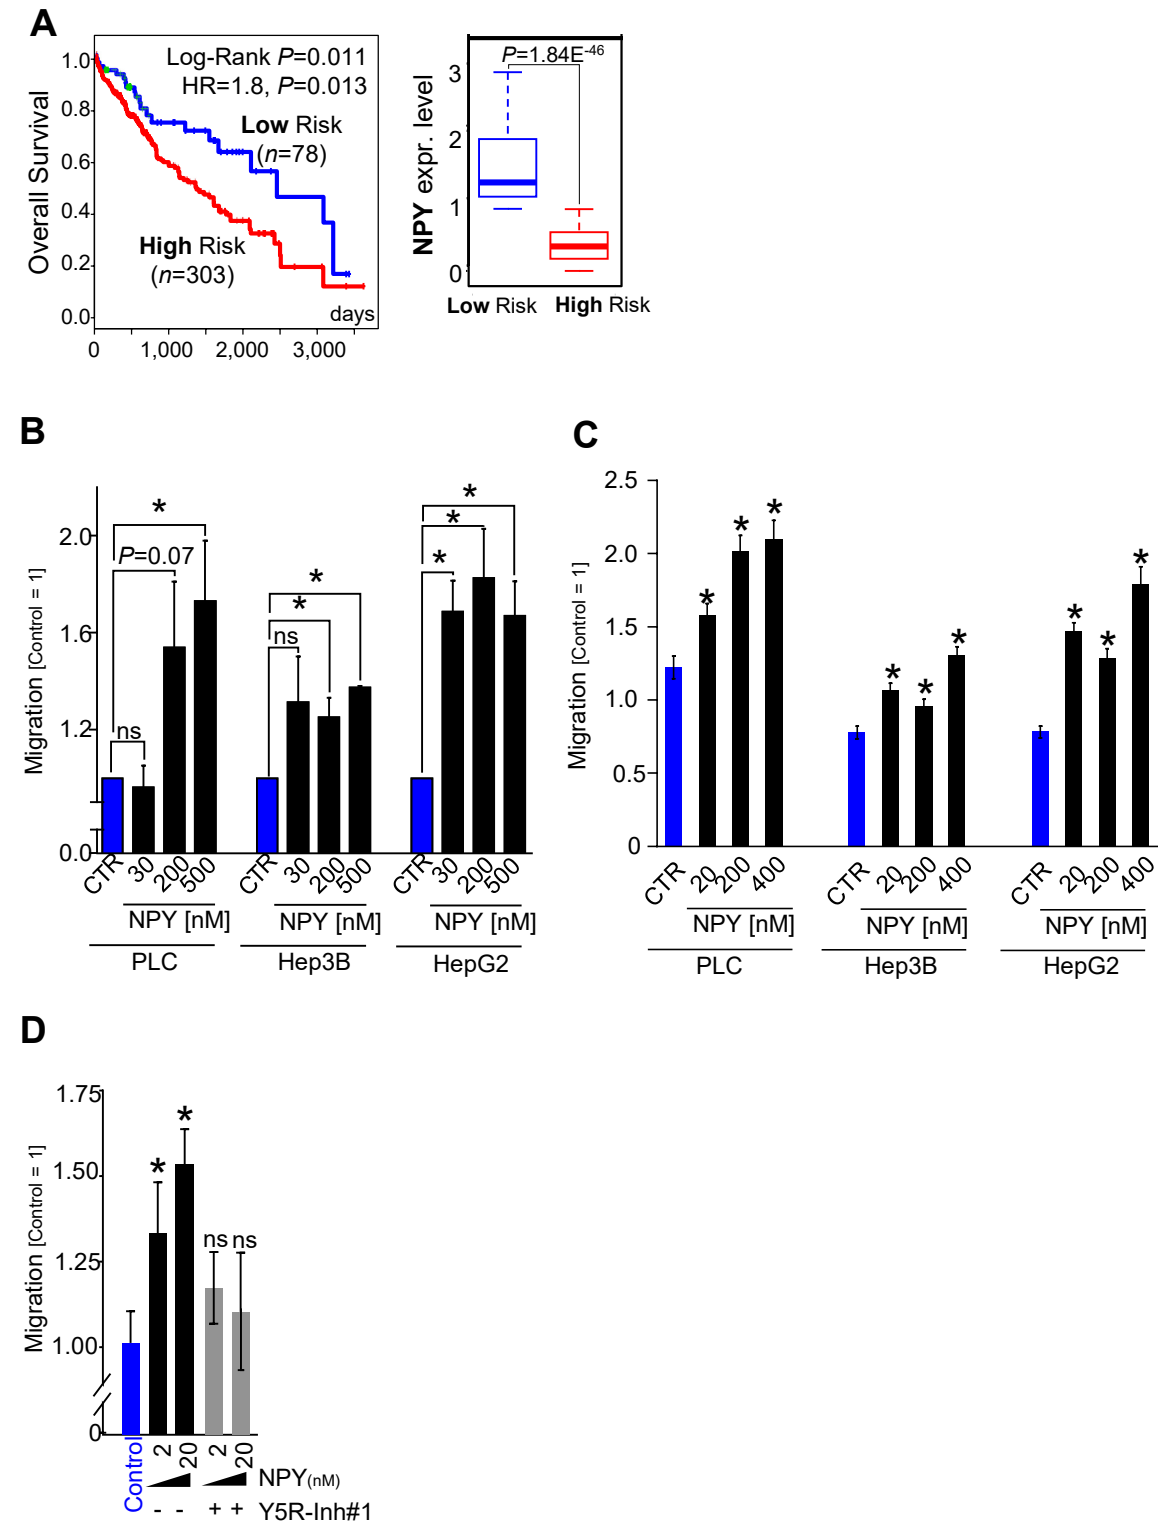 A
Log-Rank P=0.011
HR=1.8, P=0.013
Low Risk
(n=78)
High Risk
(n=303)
days
Overall Survival
1.0
0.8
0.6
0.4
0.2
0.0
0 1,000 2,000 3,000
P=1.84E-46
NPY expr. level
3
2
1
0
Low Risk High Risk
B
Migration [Control = 1]
2.0
1.6
1.2
0.0
*
P=0.07
ns
*
*
ns
*
*
*
CTR 30 200 500 CTR 30 200 500 CTR 30 200 500
NPY [nM] NPY [nM] NPY [nM]
PLC Hep3B HepG2
C
Migration [Control = 1]
2.5
2.0
1.5
1.0
0.5
0
* * * * * * * * *
CTR 20 200 400 CTR 20 200 400 CTR 20 200 400
NPY [nM] NPY [nM] NPY [nM]
PLC Hep3B HepG2
D
Migration [Control = 1]
1.75
1.50
1.25
1.00
0
* * ns ns
Control 2 20 2 20 NPY(nM)
- - + + Y5R-Inh#1